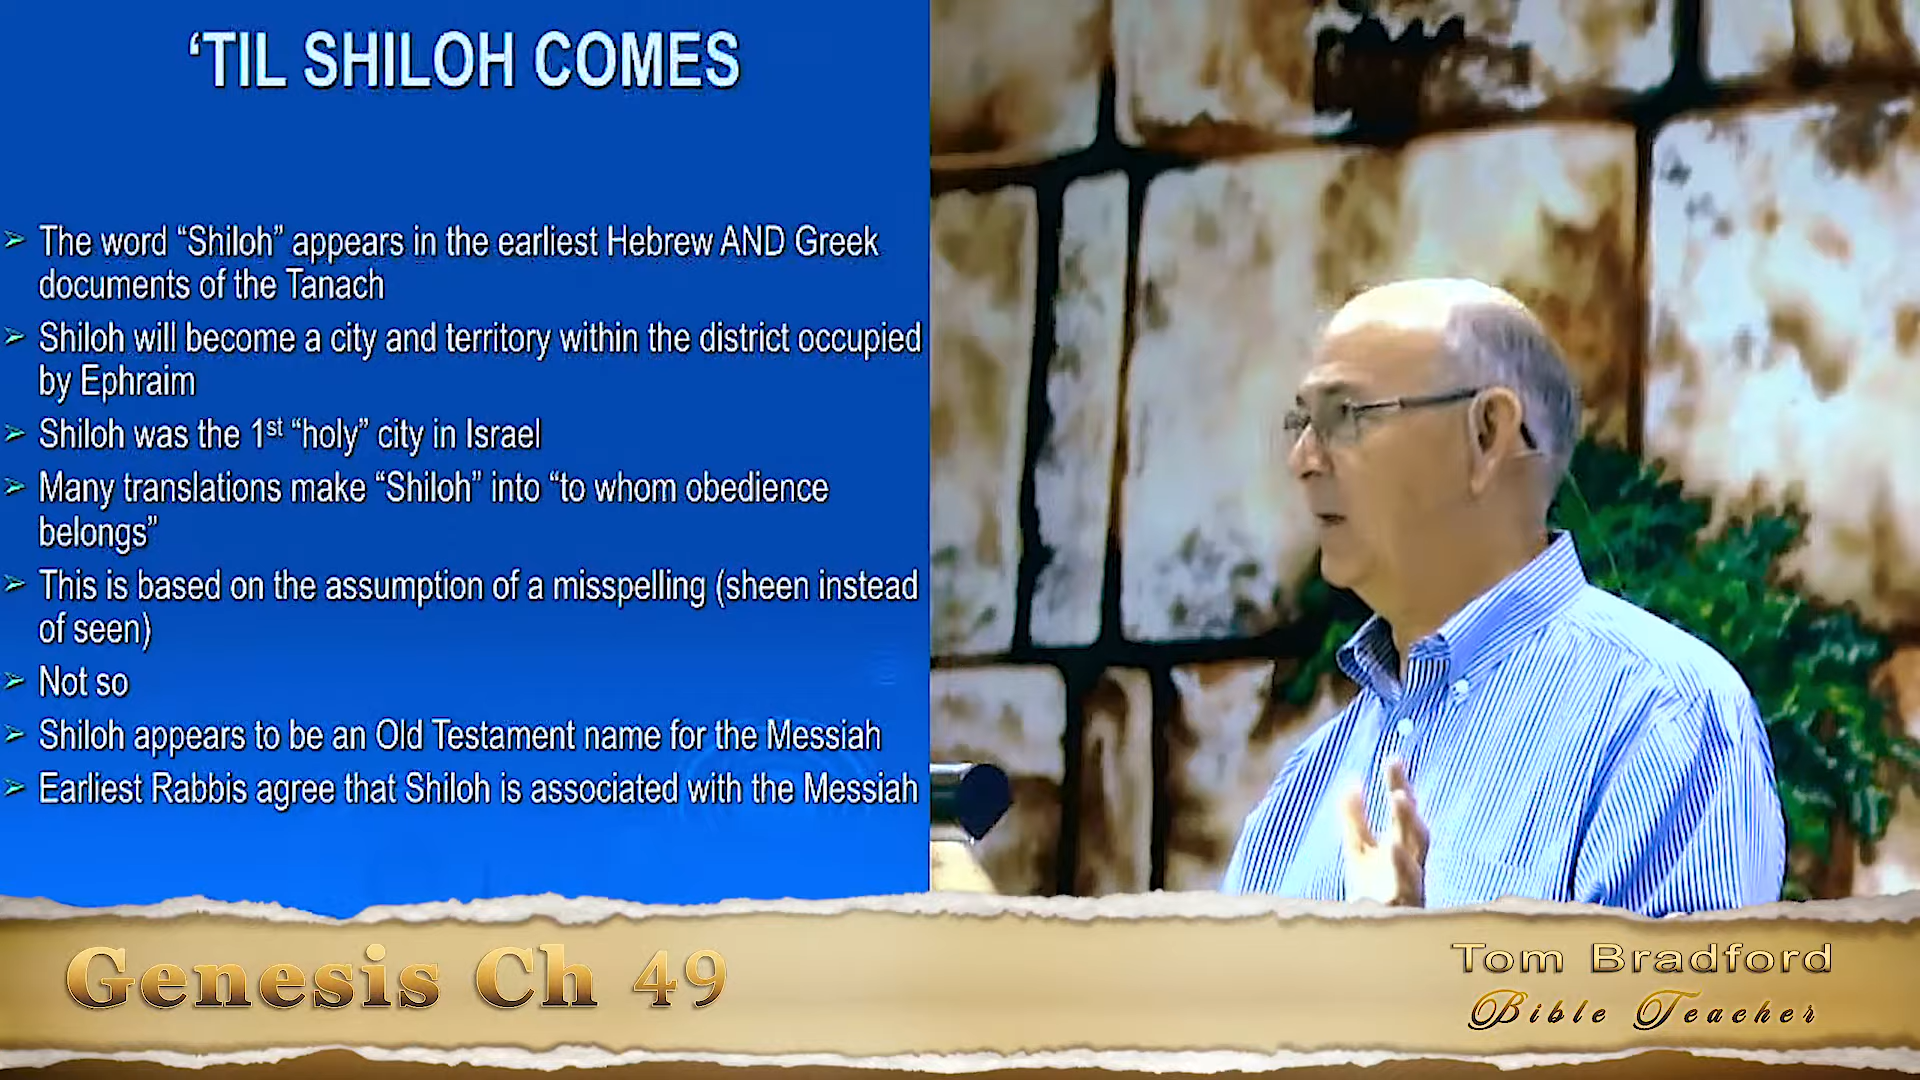 ‘TIL SHILOH COMES
➢ The word “Shiloh” appears in the earliest Hebrew AND Greek
documents of the Tanach
➢ Shiloh will become a city and territory within the district occupied
by Ephraim
➢ Shiloh was the 1st “holy” city in Israel
➢ Many translations make “Shiloh” into “to whom obedience
belongs”
➢ This is based on the assumption of a misspelling (sheen instead
of seen)
➢ Not so
➢ Shiloh appears to be an Old Testament name for the Messiah
➢ Earliest Rabbis agree that Shiloh is associated with the Messiah
Genesis Ch 49
Tom Bradford
Bible Teacher